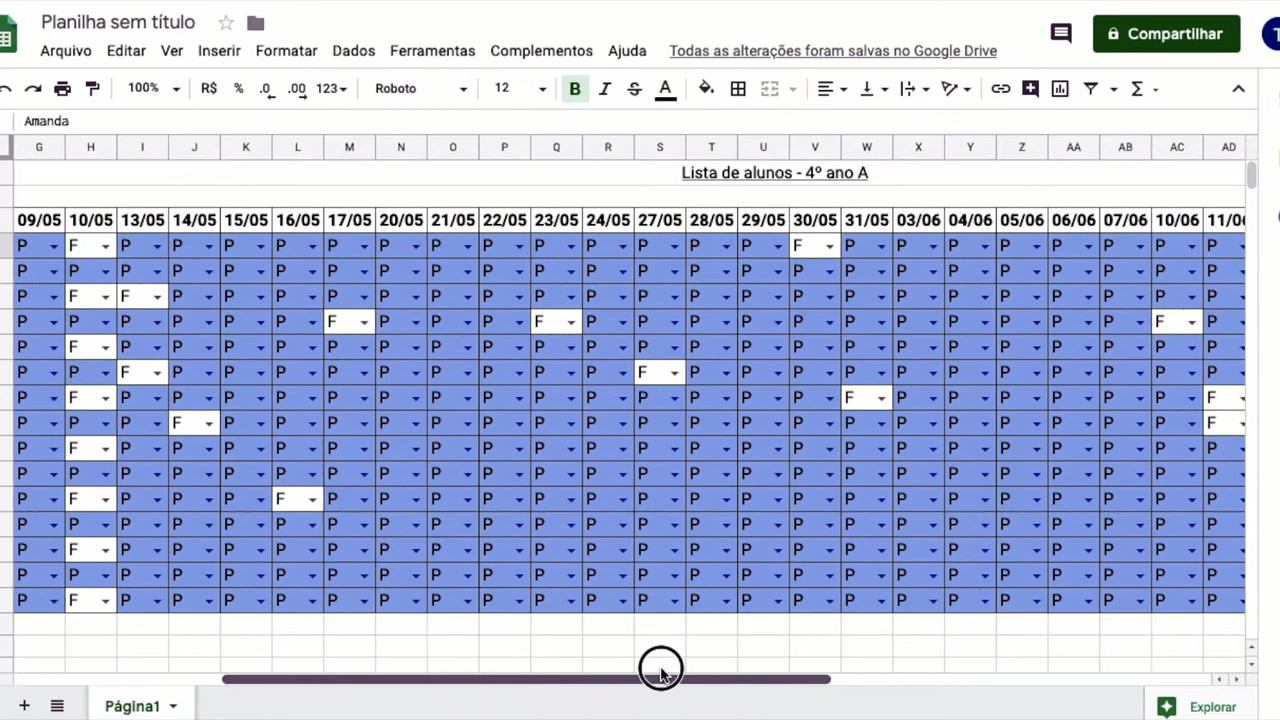 Planilha sem título
Arquivo Editar Ver Inserir Formatar Dados Ferramentas Complementos Ajuda Todas as alterações foram salvas no Google Drive
Compartilhar
T
100% R$ % .0 .00 123 Roboto 12 B I S A Σ
Amanda
G H I J K L M N O P Q R S T U V W X Y Z AA AB AC AD
Lista de alunos - 4º ano A
09/05 10/05 13/05 14/05 15/05 16/05 17/05 20/05 21/05 22/05 23/05 24/05 27/05 28/05 29/05 30/05 31/05 03/06 04/06 05/06 06/06 07/06 10/06 11/06
P F P P P P P P P P P P P P P V P P P P P P P P
P P P P P P P P P P P P P P P P P P P P P P P P
P F F P P P P P P P P P P P P P P P P P P P P P
P P P P P P F P P P F P P P P P P P P P P P F P
P F P P P P P P P P P P P P P P P P P P P P P P
P P F P P P P P P P P P F P P P P P P P P P P P
P F P P P P P P P P P P P P P P F P P P P P P F
P P P F P P P P P P P P P P P P P P P P P P P F
P F P P P P P P P P P P P P P P P P P P P P P P
P P P P P P P P P P P P P P P P P P P P P P P P
P F P P P F P P P P P P P P P P P P P P P P P P
P P P P P P P P P P P P P P P P P P P P P P P P
P F P P P P P P P P P P P P P P P P P P P P P P
P P P P P P P P P P P P P P P P P P P P P P P P
P F P P P P P P P P P P P P P P P P P P P P P P
Página1
Explorar